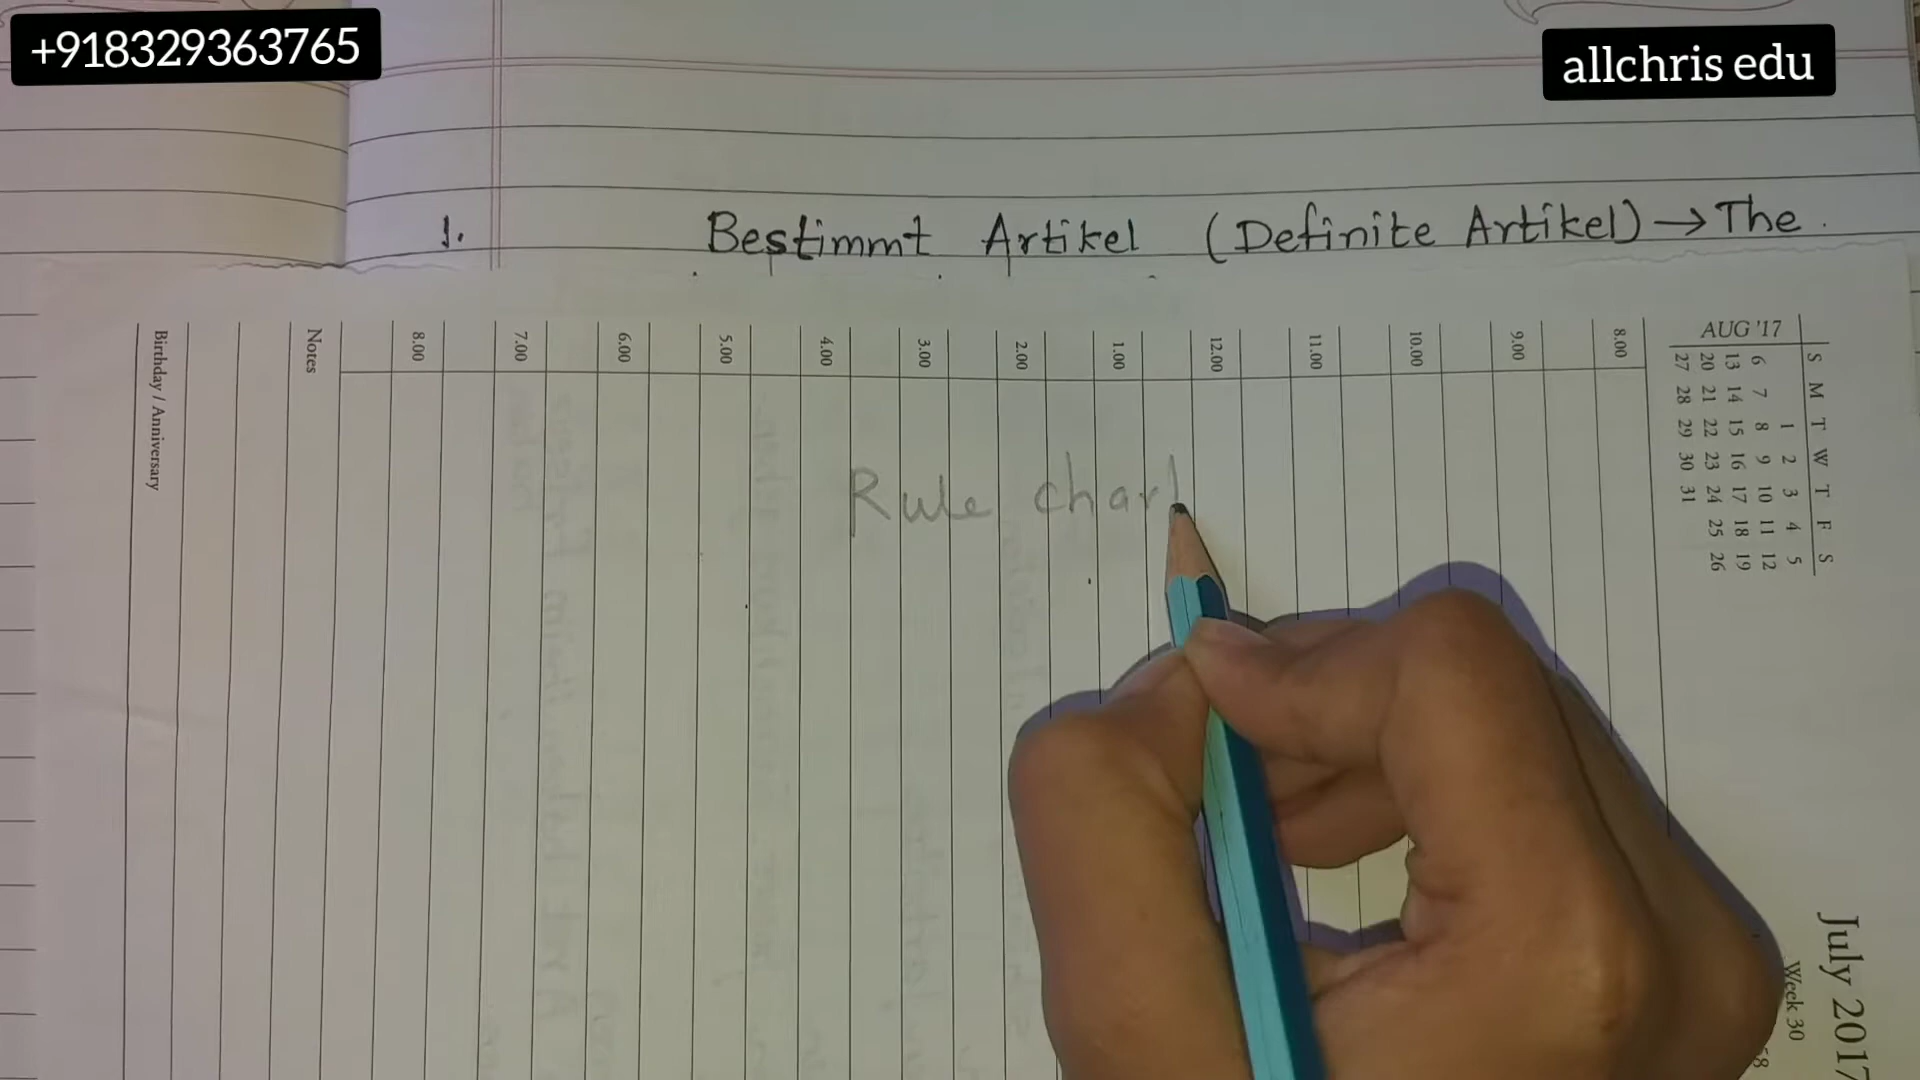 +918329363765
allchris edu
1. Bestimmt Artikel (Definite Artikel) → The
Rule chart
AUG '17
S M T W T F S
1 2 3 4 5
6 7 8 9 10 11 12
13 14 15 16 17 18 19
20 21 22 23 24 25 26
27 28 29 30 31
July 2017
Week 30
8.00
9.00
10.00
11.00
12.00
1.00
2.00
3.00
4.00
5.00
6.00
7.00
8.00
Notes
Birthday / Anniversary